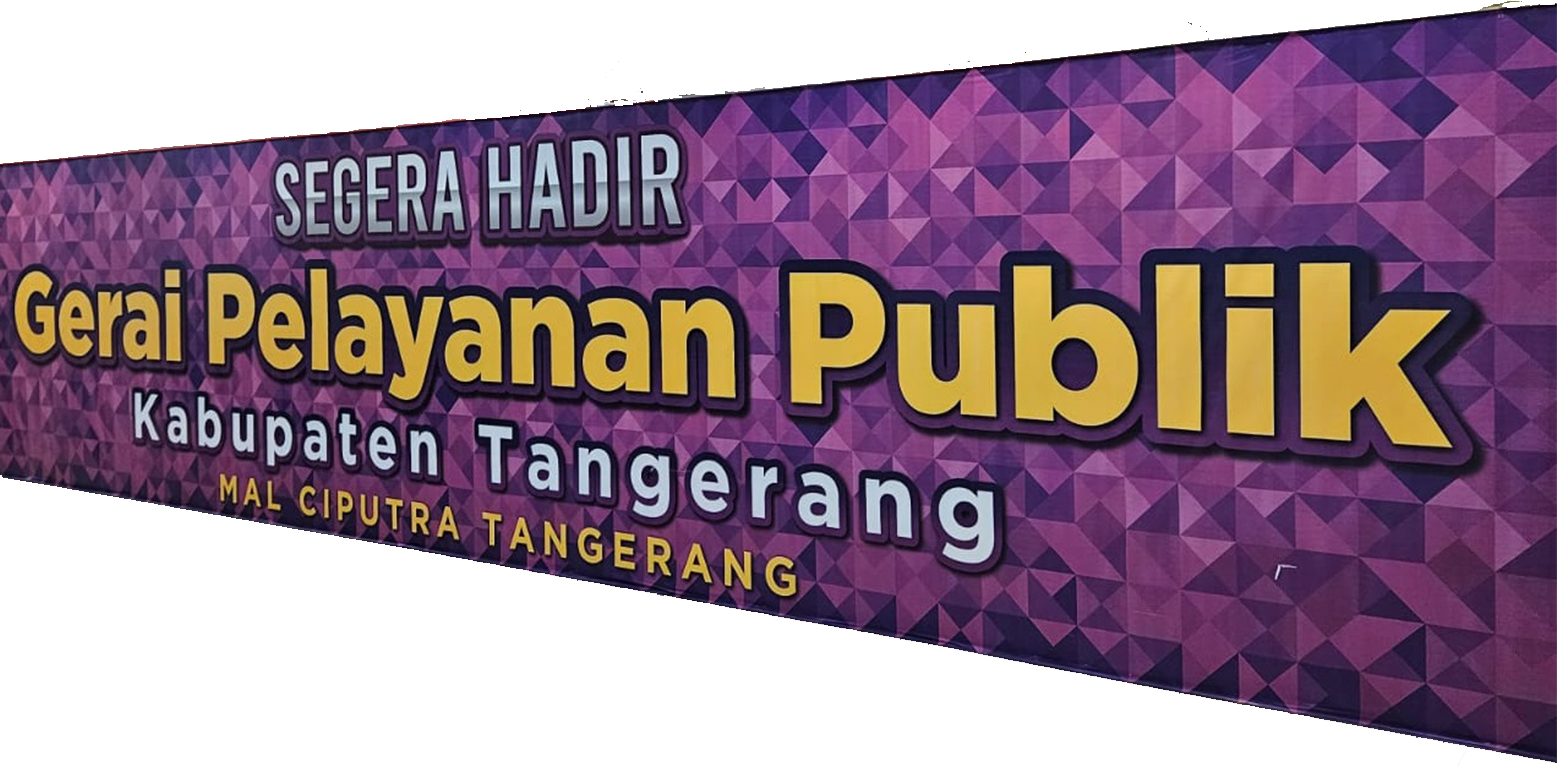 SEGERA HADIR
Gerai Pelayanan Publik
Kabupaten Tangerang
MAL CIPUTRA TANGERANG